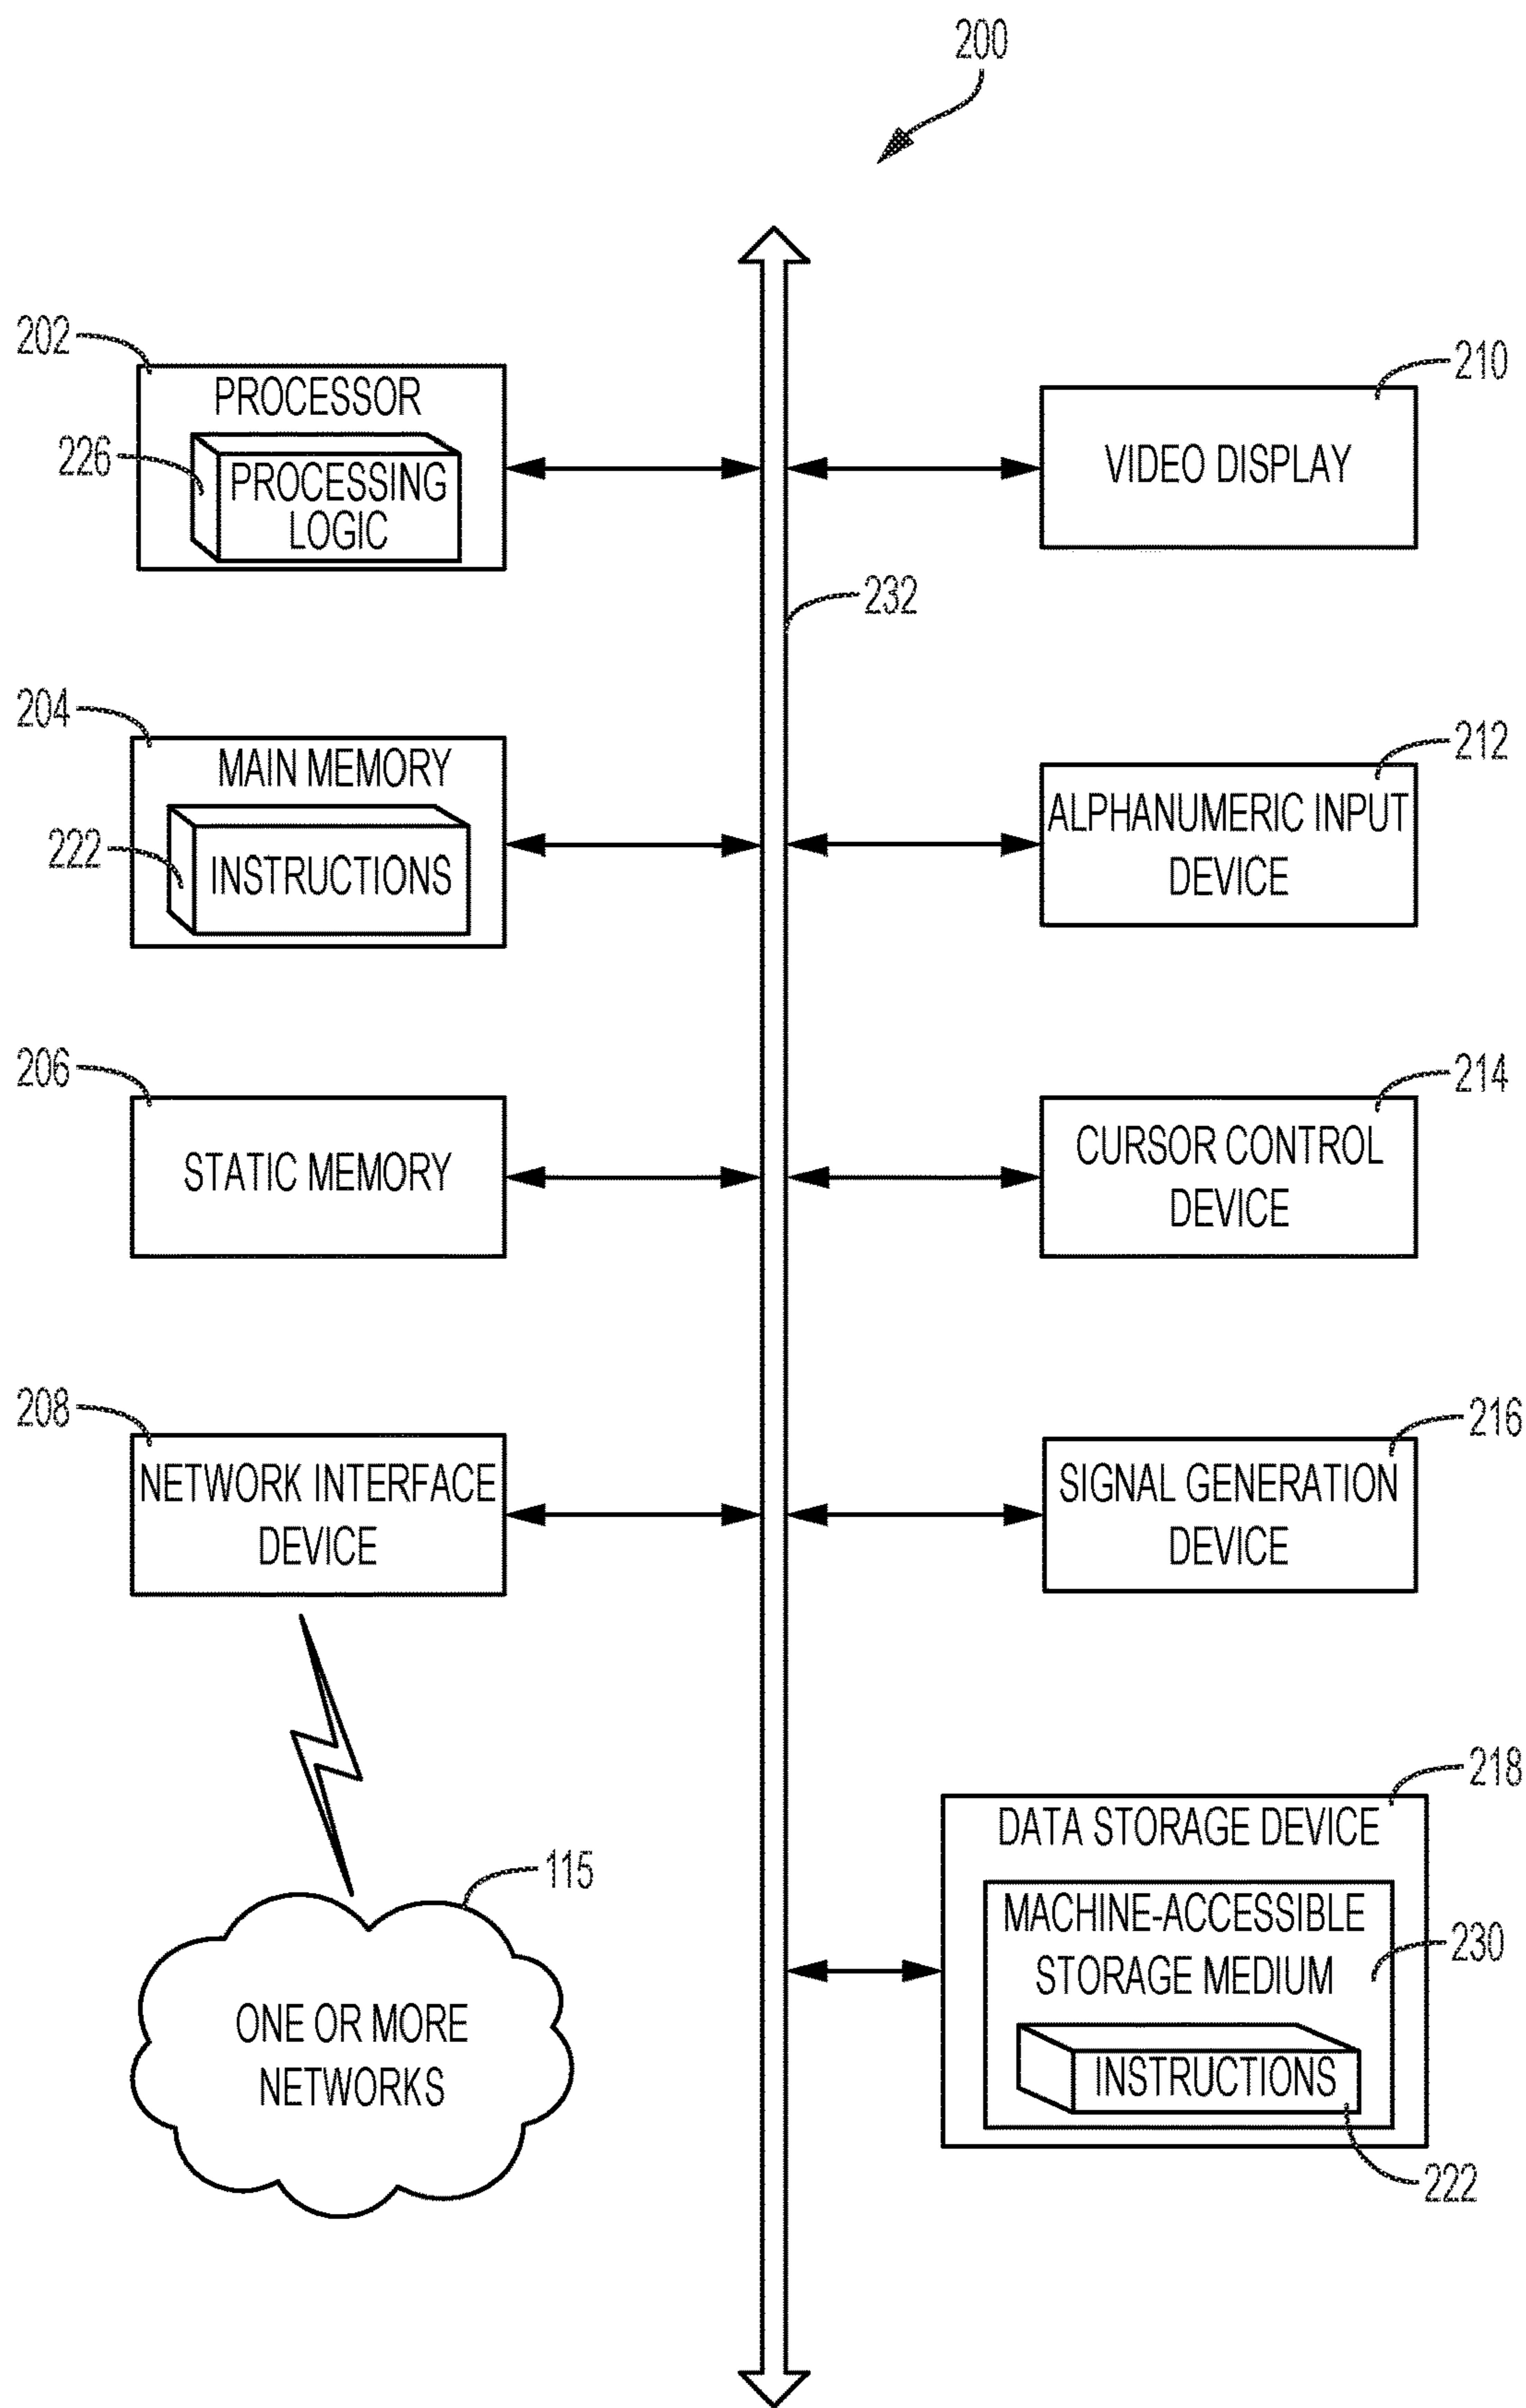 200
202
PROCESSOR
226
PROCESSING
LOGIC
210
VIDEO DISPLAY
232
204
MAIN MEMORY
222
INSTRUCTIONS
212
ALPHANUMERIC INPUT
DEVICE
206
STATIC MEMORY
214
CURSOR CONTROL
DEVICE
208
NETWORK INTERFACE
DEVICE
216
SIGNAL GENERATION
DEVICE
115
ONE OR MORE
NETWORKS
218
DATA STORAGE DEVICE
MACHINE-ACCESSIBLE
STORAGE MEDIUM
230
INSTRUCTIONS
222